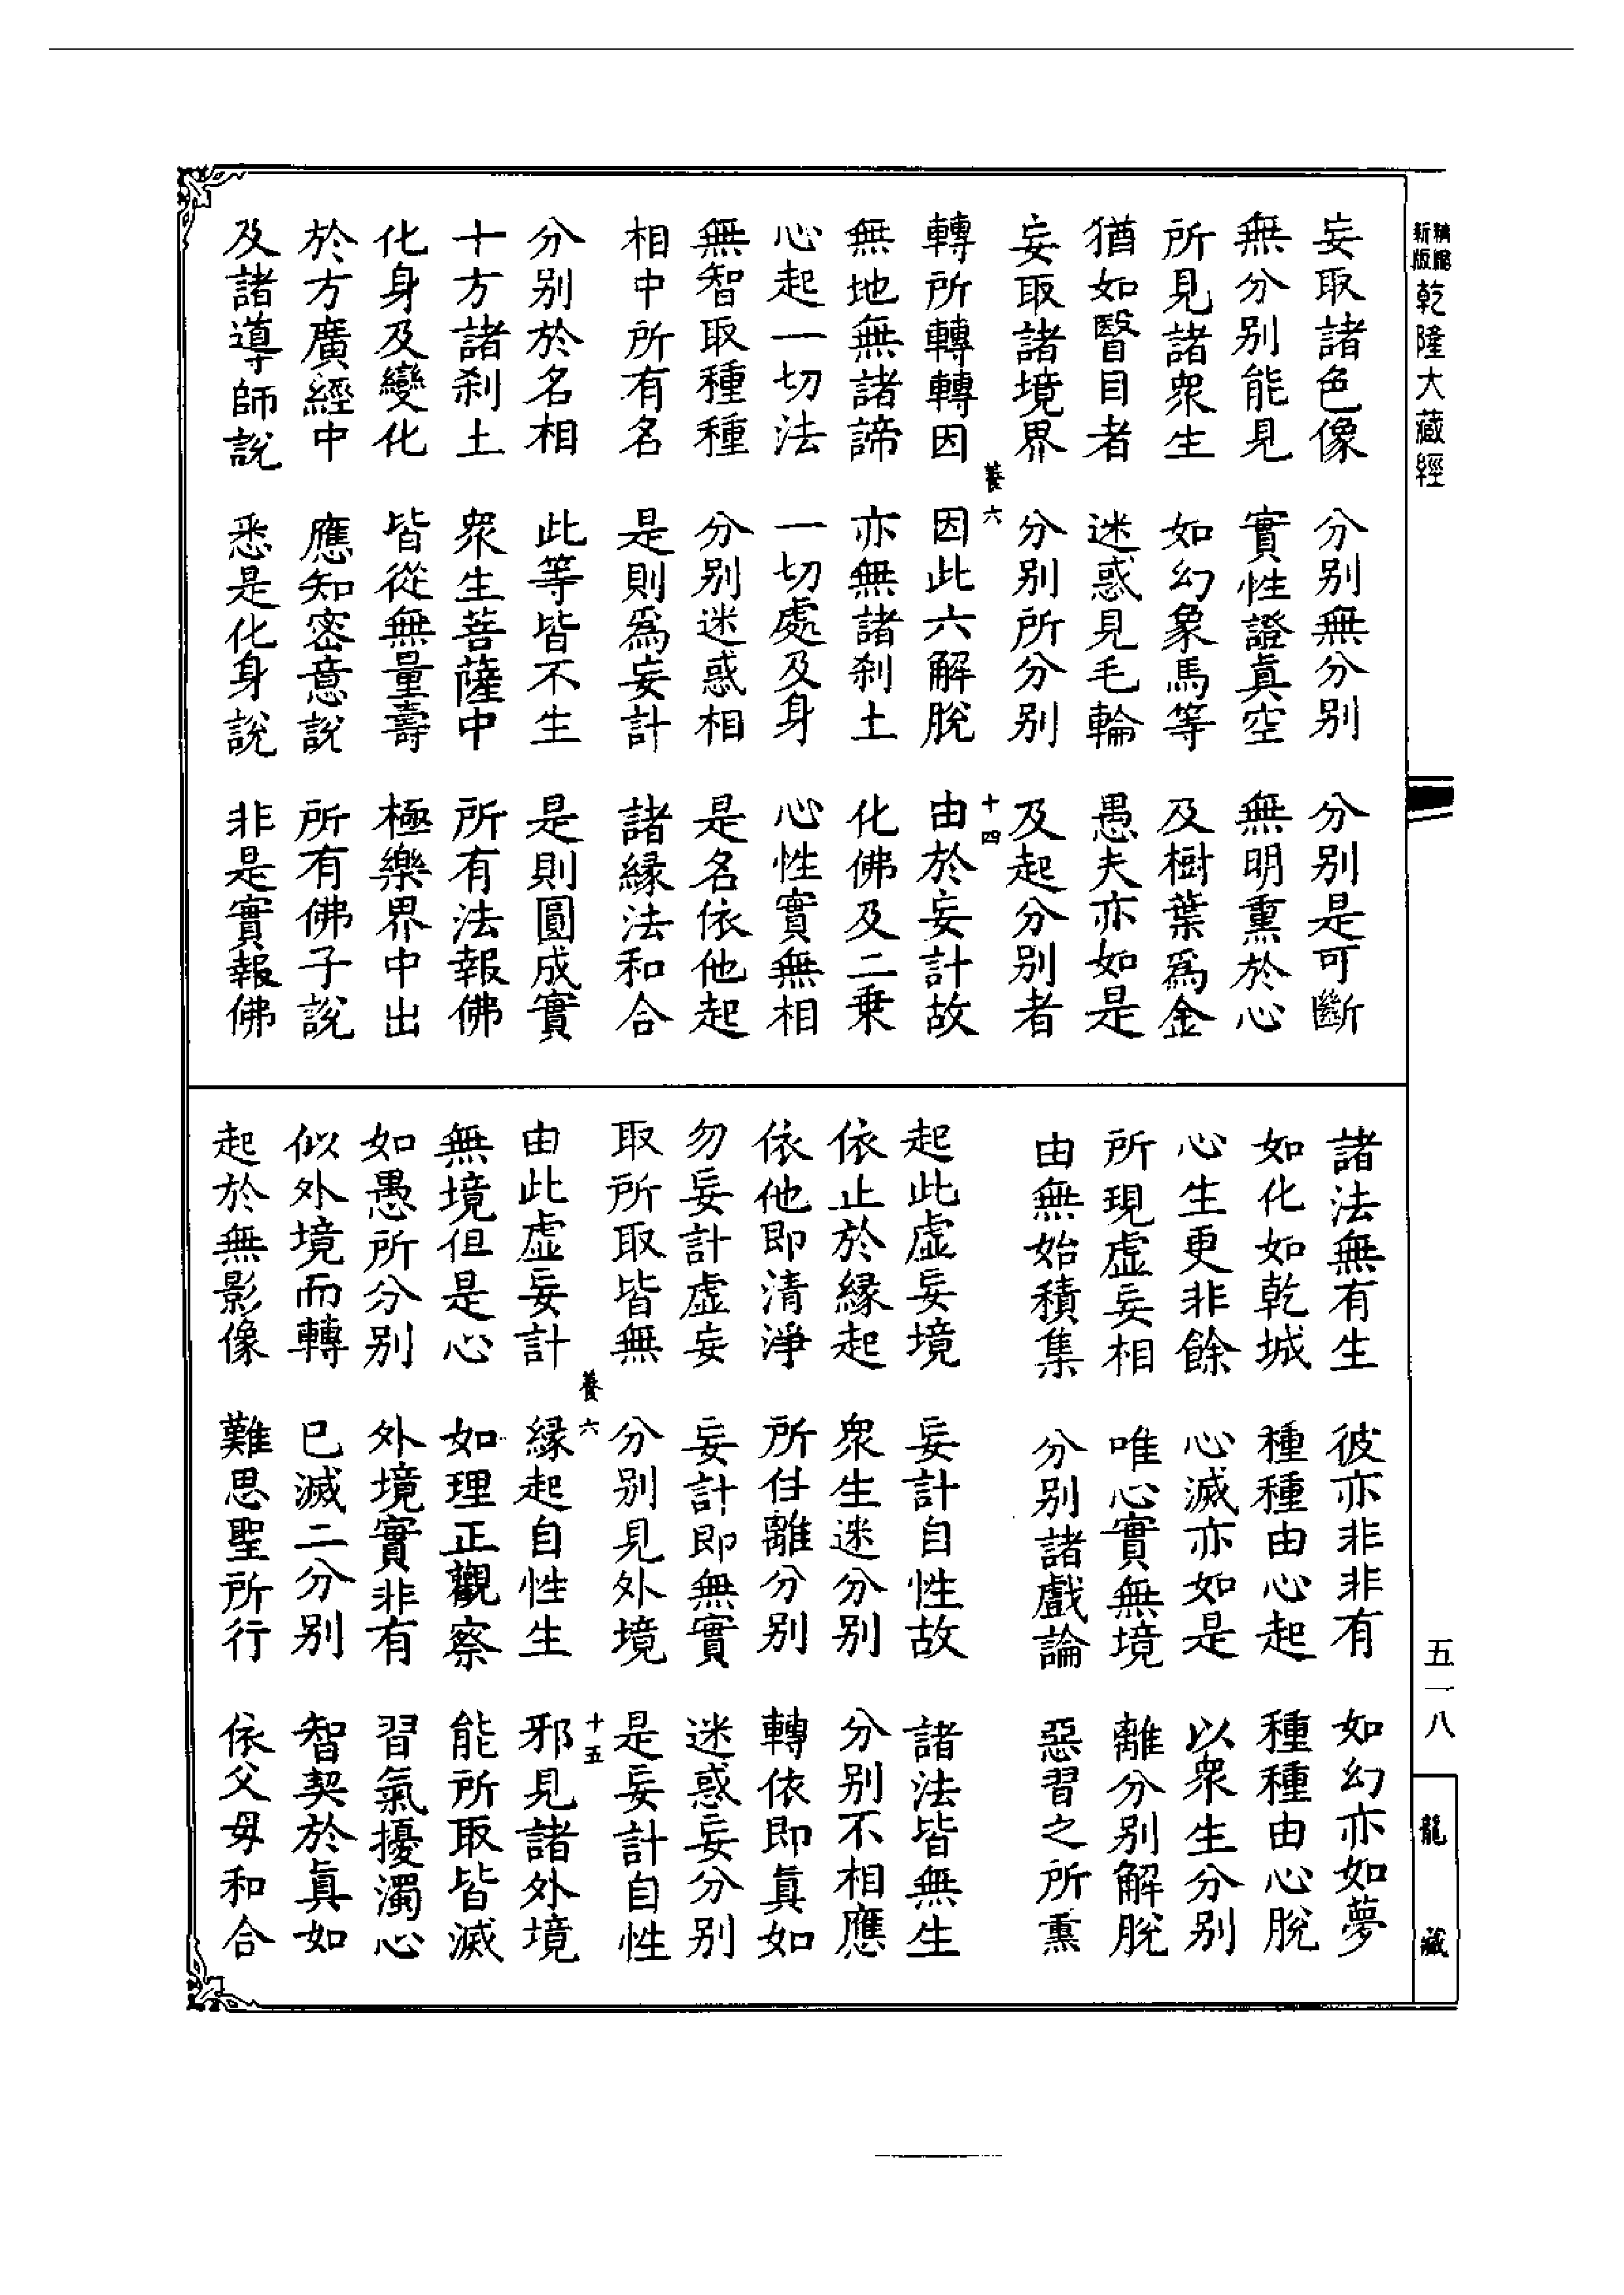 新版精縮乾隆大藏經
妄取諸色像 分別無分別 分別是可斷
無分別能見 實性證真空 無明熏於心
所見諸衆生 如幻象馬等 及樹葉爲金
猶如瞖目者 迷惑見毛輪 愚夫亦如是
妄取諸境界 分別所分別 及起分別者
養六 十四
轉所轉轉因 因此六解脫 由於妄計故
無地無諸諦 亦無諸刹土 化佛及二乗
心起一切法 一切處及身 心性實無相
無智取種種 分別迷惑相 是名依他起
相中所有名 是則爲妄計 諸縁法和合
分別於名相 此等皆不生 是則圓成實
十方諸刹土 衆生菩薩中 所有法報佛
化身及變化 皆從無量壽 極樂界中出
於方廣經中 應知密意說 所有佛子說
及諸導師說 悉是化身說 非是實報佛
諸法無有生 彼亦非非有 如幻亦如夢
如化如乾城 種種由心起 種種由心脫
心生更非餘 心滅亦如是 以衆生分別
所現虛妄相 唯心實無境 離分別解脫
由無始積集 分別諸戲論 惡習之所熏
起此虛妄境 妄計自性故 諸法皆無生
依止於縁起 衆生迷分別 分別不相應
依他即清淨 所住離分別 轉依即真如
勿妄計虛妄 妄計即無實 迷惑妄分別
取所取皆無 分別見外境 是妄計自性
養六 十五
由此虛妄計 縁起自性生 邪見諸外境
無境但是心 如理正觀察 能所取皆滅
如愚所分別 外境實非有 習氣擾濁心
似外境而轉 已滅二分別 智契於真如
起於無影像 難思聖所行 依父母和合
五一八
龍藏